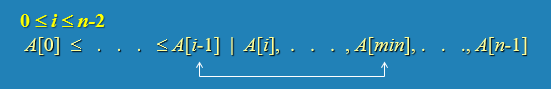 0 ≤ i ≤ n-2
A[0] ≤ . . . ≤ A[i-1] | A[i], . . . , A[min], . . ., A[n-1]